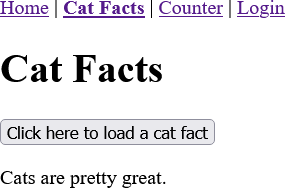 Home | Cat Facts | Counter | Login
Cat Facts
Click here to load a cat fact
Cats are pretty great.